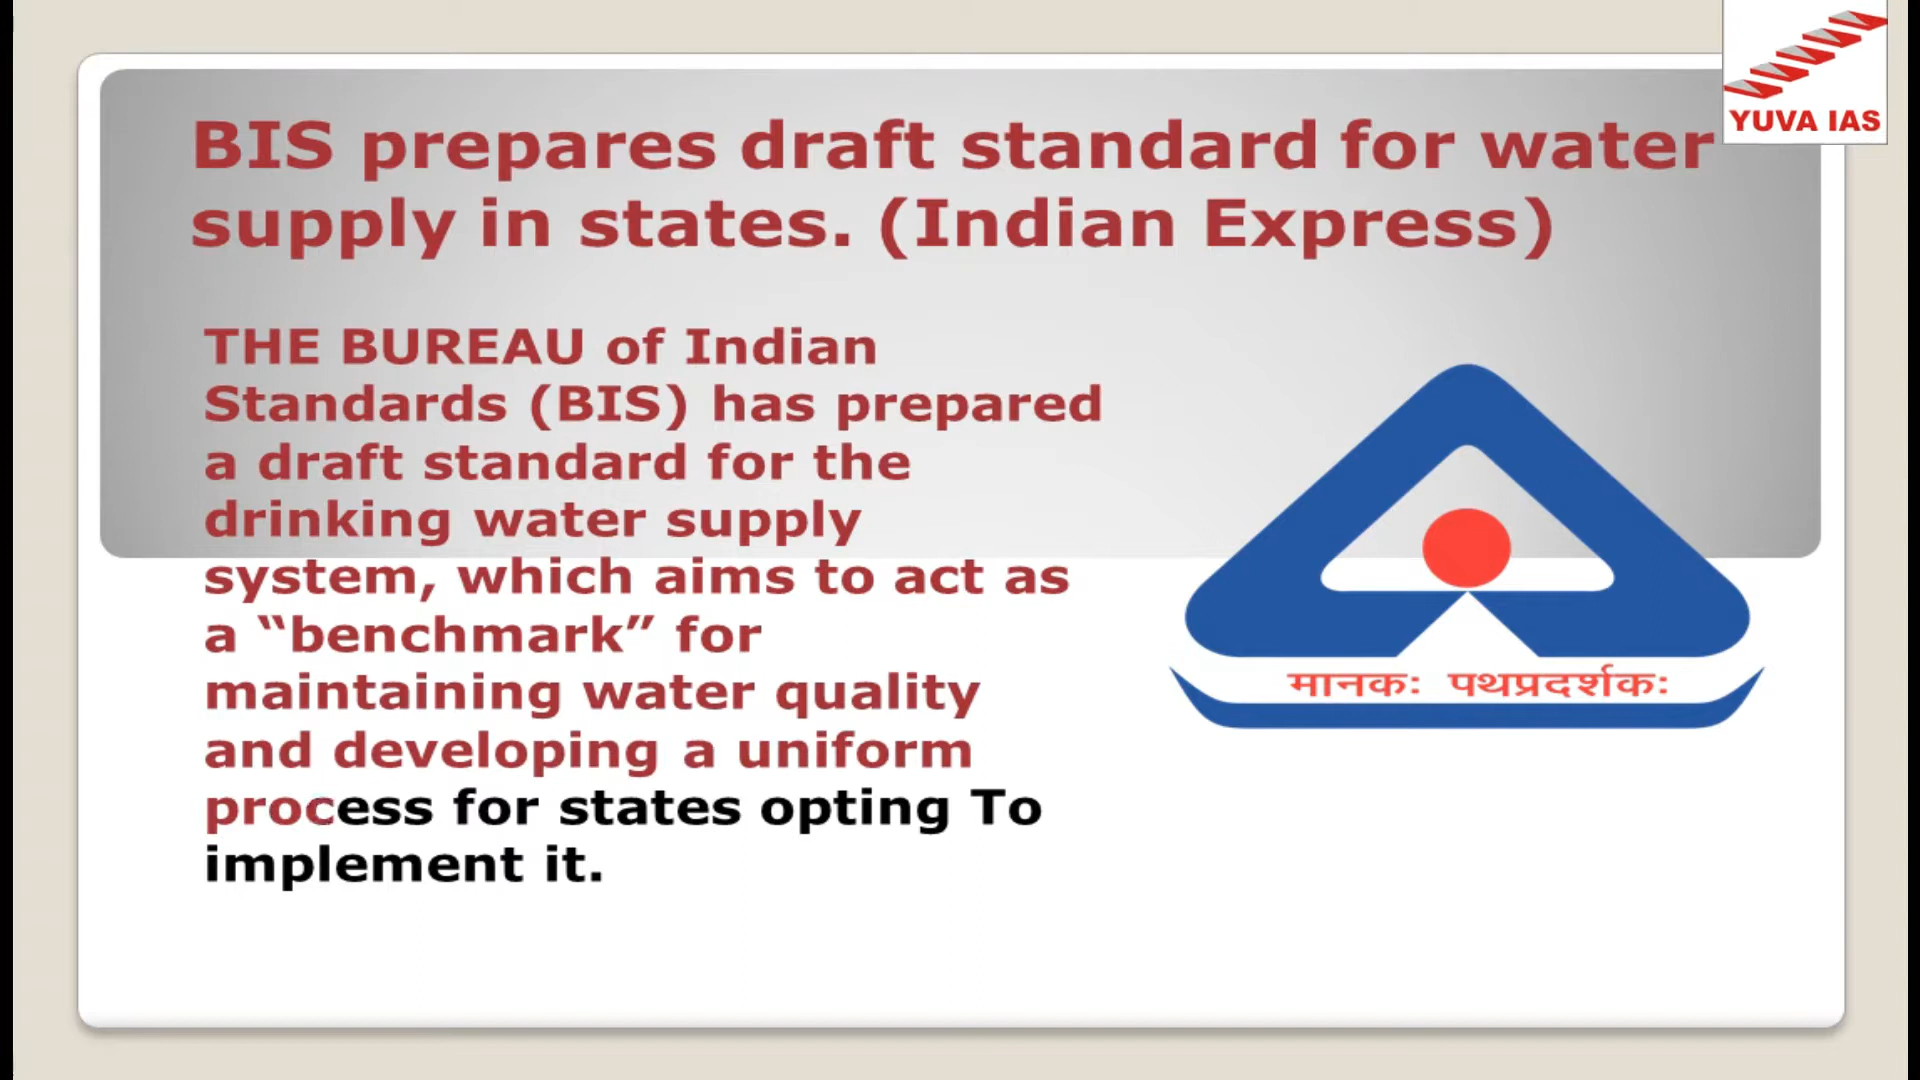 YUVA IAS
BIS prepares draft standard for water
supply in states. (Indian Express)
THE BUREAU of Indian
Standards (BIS) has prepared
a draft standard for the
drinking water supply
system, which aims to act as
a “benchmark” for
maintaining water quality
and developing a uniform
process for states opting To
implement it.
मानकः पथप्रदर्शकः